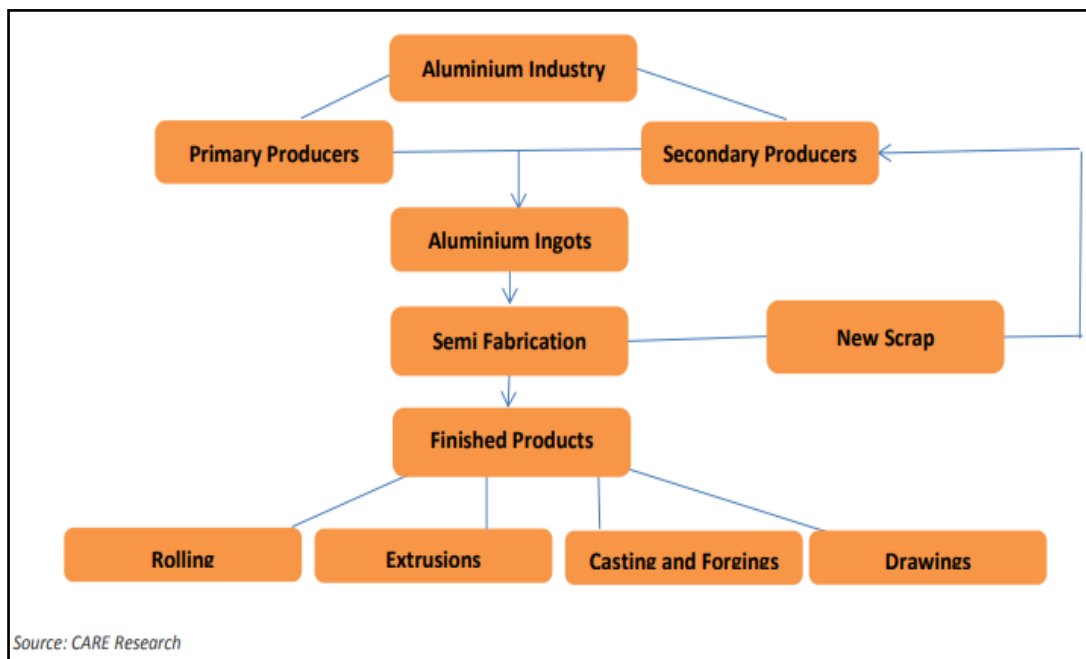 Aluminium Industry
Primary Producers
Secondary Producers
Aluminium Ingots
Semi Fabrication
New Scrap
Finished Products
Rolling
Extrusions
Casting and Forgings
Drawings
Source: CARE Research